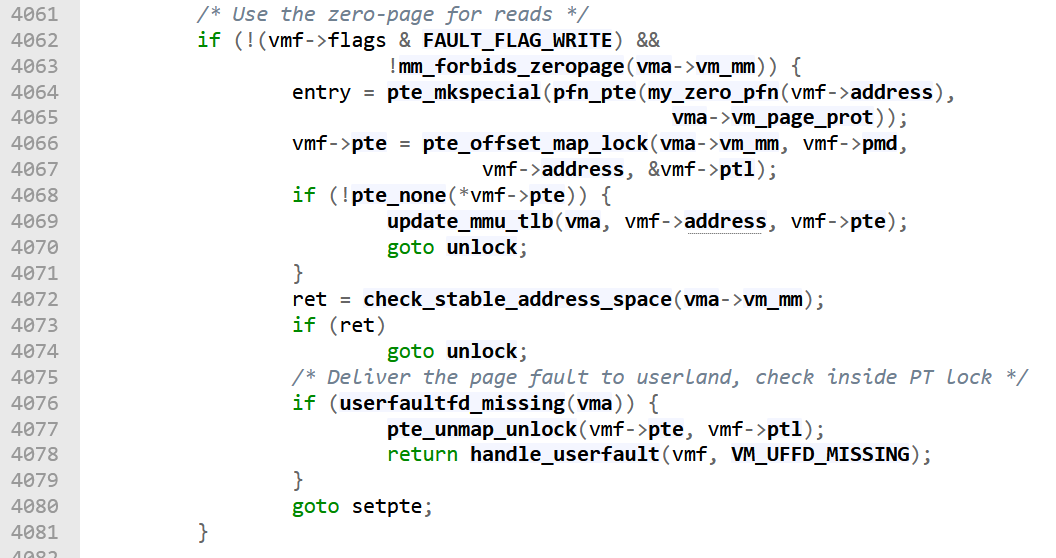 4061 /* Use the zero-page for reads */
4062 if (!(vmf->flags & FAULT_FLAG_WRITE) &&
4063 !mm_forbids_zeropage(vma->vm_mm)) {
4064 entry = pte_mkspecial(pfn_pte(my_zero_pfn(vmf->address),
4065 vma->vm_page_prot));
4066 vmf->pte = pte_offset_map_lock(vma->vm_mm, vmf->pmd,
4067 vmf->address, &vmf->ptl);
4068 if (!pte_none(*vmf->pte)) {
4069 update_mmu_tlb(vma, vmf->address, vmf->pte);
4070 goto unlock;
4071 }
4072 ret = check_stable_address_space(vma->vm_mm);
4073 if (ret)
4074 goto unlock;
4075 /* Deliver the page fault to userland, check inside PT lock */
4076 if (userfaultfd_missing(vma)) {
4077 pte_unmap_unlock(vmf->pte, vmf->ptl);
4078 return handle_userfault(vmf, VM_UFFD_MISSING);
4079 }
4080 goto setpte;
4081 }